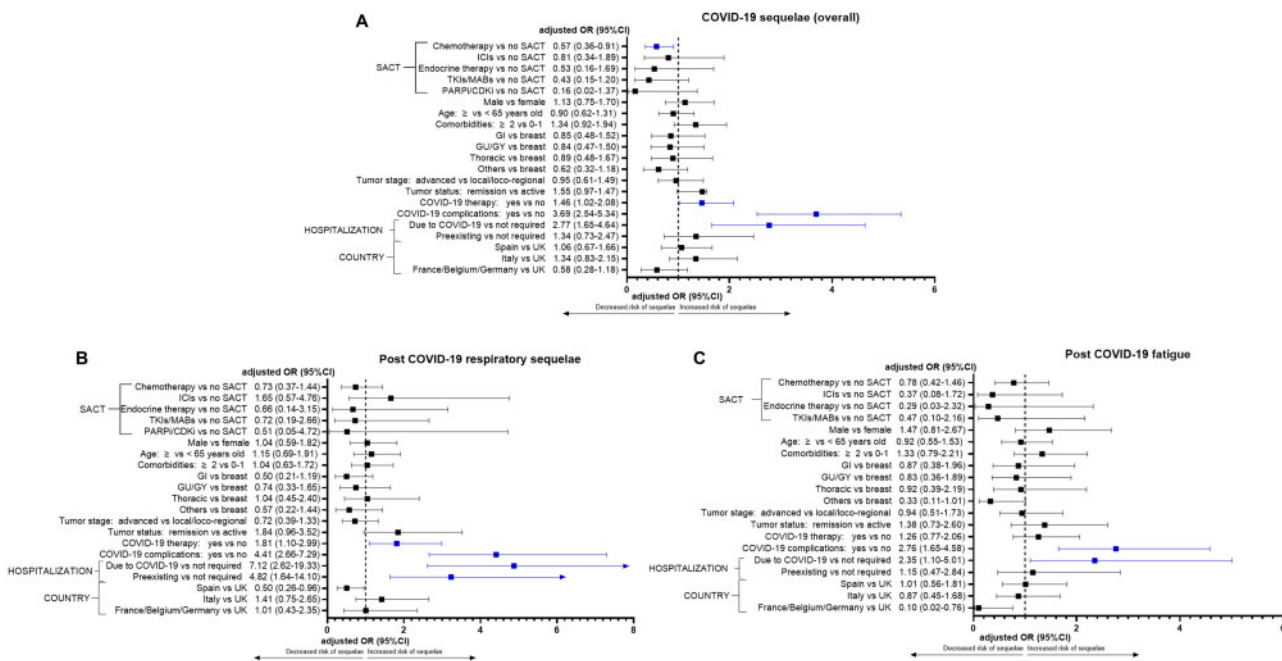 A
COVID-19 sequelae (overall)
adjusted OR (95%CI)
SACT
Chemotherapy vs no SACT 0.57 (0.36-0.91)
ICIs vs no SACT 0.81 (0.34-1.89)
Endocrine therapy vs no SACT 0.53 (0.16-1.69)
TKIs/MABs vs no SACT 0.43 (0.15-1.20)
PARPi/CDKi vs no SACT 0.16 (0.02-1.37)
Male vs female 1.13 (0.75-1.70)
Age: ≥ vs < 65 years old 0.90 (0.62-1.31)
Comorbidities: ≥ 2 vs 0-1 1.34 (0.92-1.94)
GI vs breast 0.85 (0.48-1.52)
GU/GY vs breast 0.84 (0.47-1.50)
Thoracic vs breast 0.89 (0.48-1.67)
Others vs breast 0.62 (0.32-1.18)
Tumor stage: advanced vs local/loco-regional 0.95 (0.61-1.49)
Tumor status: remission vs active 1.55 (0.97-1.47)
COVID-19 therapy: yes vs no 1.46 (1.02-2.08)
COVID-19 complications: yes vs no 3.69 (2.54-5.34)
HOSPITALIZATION
Due to COVID-19 vs not required 2.77 (1.65-4.64)
Preexisting vs not required 1.34 (0.73-2.47)
COUNTRY
Spain vs UK 1.06 (0.67-1.66)
Italy vs UK 1.34 (0.83-2.15)
France/Belgium/Germany vs UK 0.58 (0.28-1.18)
0 2 4 6
adjusted OR (95%CI)
Decreased risk of sequelae Increased risk of sequelae
B
Post COVID-19 respiratory sequelae
adjusted OR (95%CI)
SACT
Chemotherapy vs no SACT 0.73 (0.37-1.44)
ICIs vs no SACT 1.65 (0.57-4.76)
Endocrine therapy vs no SACT 0.66 (0.14-3.15)
TKIs/MABs vs no SACT 0.72 (0.19-2.66)
PARPi/CDKi vs no SACT 0.51 (0.05-4.72)
Male vs female 1.04 (0.59-1.82)
Age: ≥ vs < 65 years old 1.15 (0.69-1.91)
Comorbidities: ≥ 2 vs 0-1 1.04 (0.63-1.72)
GI vs breast 0.50 (0.21-1.19)
GU/GY vs breast 0.74 (0.33-1.65)
Thoracic vs breast 1.04 (0.45-2.40)
Others vs breast 0.57 (0.22-1.44)
Tumor stage: advanced vs local/loco-regional 0.72 (0.39-1.33)
Tumor status: remission vs active 1.84 (0.96-3.52)
COVID-19 therapy: yes vs no 1.81 (1.10-2.99)
COVID-19 complications: yes vs no 4.41 (2.66-7.29)
HOSPITALIZATION
Due to COVID-19 vs not required 7.12 (2.62-19.33)
Preexisting vs not required 4.82 (1.64-14.10)
COUNTRY
Spain vs UK 0.50 (0.26-0.96)
Italy vs UK 1.41 (0.75-2.65)
France/Belgium/Germany vs UK 1.01 (0.43-2.35)
0 2 4 6 8
adjusted OR (95%CI)
Decreased risk of sequelae Increased risk of sequelae
C
Post COVID-19 fatigue
adjusted OR (95%CI)
SACT
Chemotherapy vs no SACT 0.78 (0.42-1.46)
ICIs vs no SACT 0.37 (0.08-1.72)
Endocrine therapy vs no SACT 0.29 (0.03-2.32)
TKIs/MABs vs no SACT 0.47 (0.10-2.16)
Male vs female 1.47 (0.81-2.67)
Age: ≥ vs < 65 years old 0.92 (0.55-1.53)
Comorbidities: ≥ 2 vs 0-1 1.33 (0.79-2.21)
GI vs breast 0.87 (0.38-1.96)
GU/GY vs breast 0.83 (0.36-1.89)
Thoracic vs breast 0.92 (0.39-2.19)
Others vs breast 0.33 (0.11-1.01)
Tumor stage: advanced vs local/loco-regional 0.94 (0.51-1.73)
Tumor status: remission vs active 1.38 (0.73-2.60)
COVID-19 therapy: yes vs no 1.26 (0.77-2.06)
COVID-19 complications: yes vs no 2.76 (1.65-4.58)
HOSPITALIZATION
Due to COVID-19 vs not required 2.35 (1.10-5.01)
Preexisting vs not required 1.15 (0.47-2.84)
COUNTRY
Spain vs UK 1.01 (0.56-1.81)
Italy vs UK 0.87 (0.45-1.68)
France/Belgium/Germany vs UK 0.10 (0.02-0.76)
0 2 4 6
adjusted OR (95%CI)
Decreased risk of sequelae Increased risk of sequelae